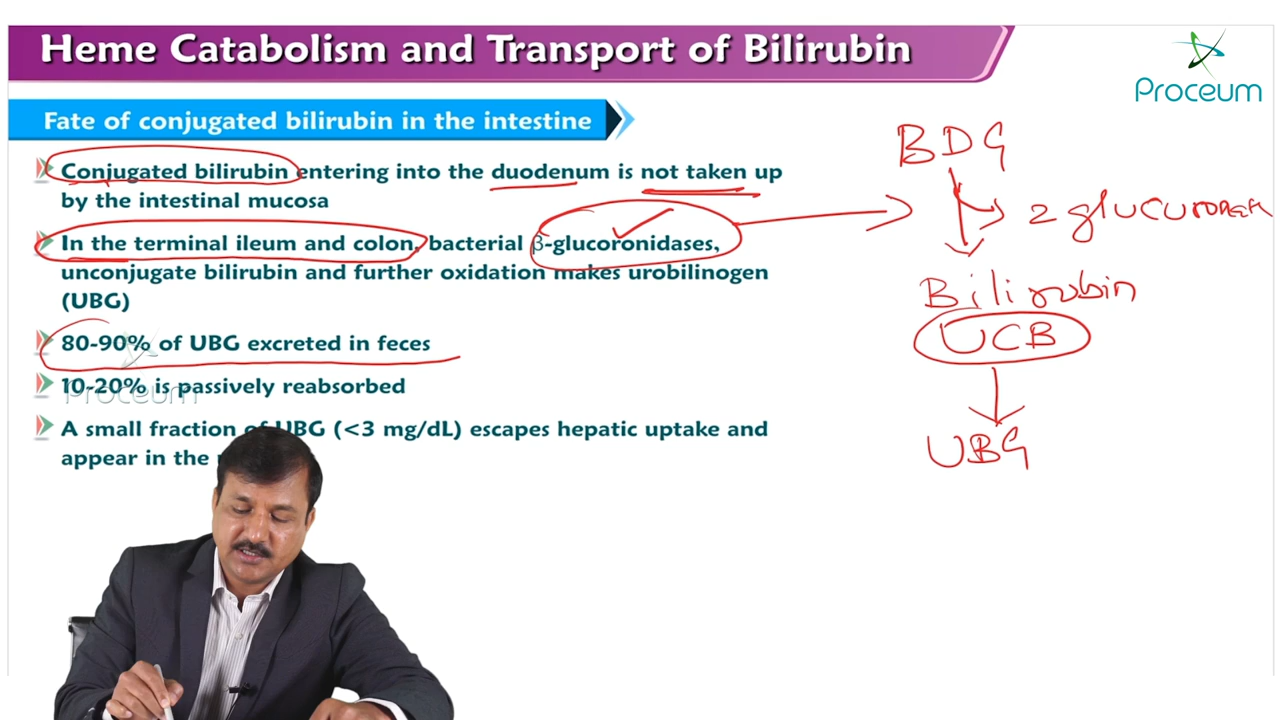 Heme Catabolism and Transport of Bilirubin
Proceum
Fate of conjugated bilirubin in the intestine
Conjugated bilirubin entering into the duodenum is not taken up
by the intestinal mucosa
In the terminal ileum and colon, bacterial β-glucoronidases,
unconjugate bilirubin and further oxidation makes urobilinogen
(UBG)
80-90% of UBG excreted in feces
10-20% is passively reabsorbed
Proceum
A small fraction of UBG (<3 mg/dL) escapes hepatic uptake and
appear in the
BDG
2
Bilirubin
UCB
UBG